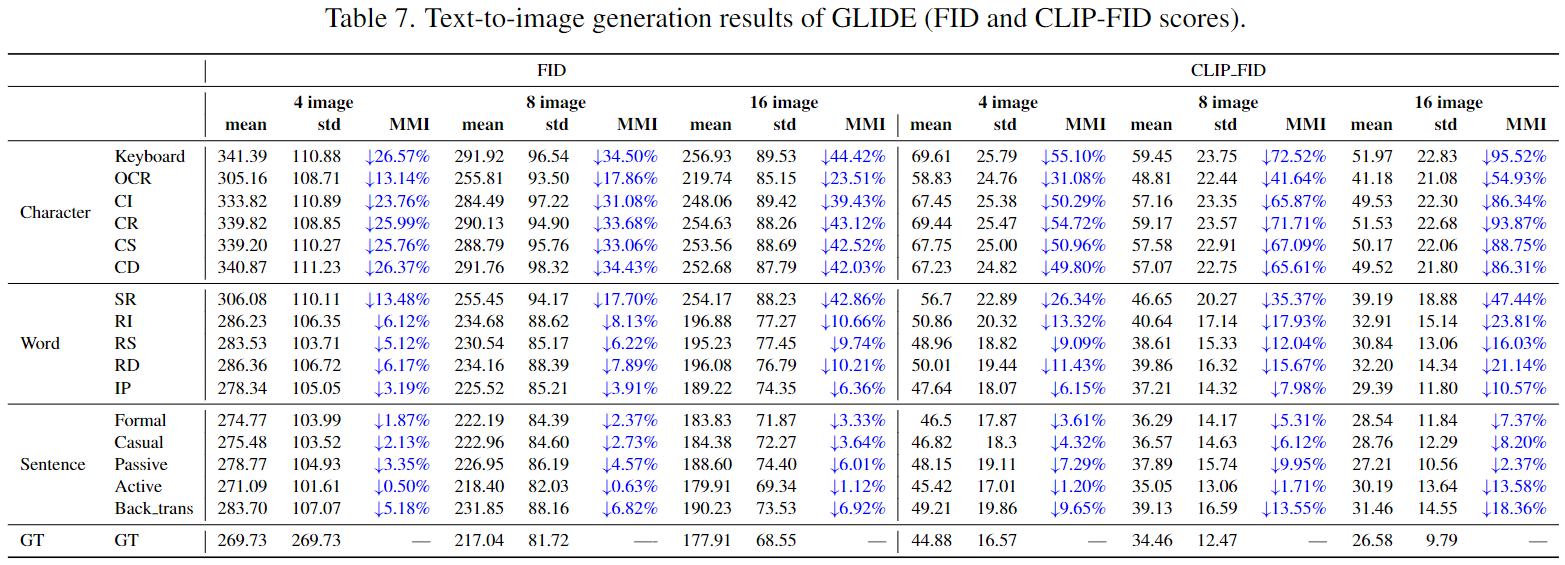 Table 7. Text-to-image generation results of GLIDE (FID and CLIP-FID scores).
FID CLIP_FID
4 image 8 image 16 image 4 image 8 image 16 image
mean std MMI mean std MMI mean std MMI mean std MMI mean std MMI mean std MMI
Keyboard 341.39 110.88 ↓26.57% 291.92 96.54 ↓34.50% 256.93 89.53 ↓44.42% 69.61 25.79 ↓55.10% 59.45 23.75 ↓72.52% 51.97 22.83 ↓95.52%
OCR 305.16 108.71 ↓13.14% 255.81 93.50 ↓17.86% 219.74 85.15 ↓23.51% 58.83 24.76 ↓31.08% 48.81 22.44 ↓41.64% 41.18 21.08 ↓54.93%
Character CI 333.82 110.89 ↓23.76% 284.49 97.22 ↓31.08% 248.06 89.42 ↓39.43% 67.45 25.38 ↓50.29% 57.16 23.35 ↓65.87% 49.53 22.30 ↓86.34%
CR 339.82 108.85 ↓25.99% 290.13 94.90 ↓33.68% 254.63 88.26 ↓43.12% 69.44 25.47 ↓54.72% 59.17 23.57 ↓71.71% 51.53 22.68 ↓93.87%
CS 339.20 110.27 ↓25.76% 288.79 95.76 ↓33.06% 253.56 88.69 ↓42.52% 67.75 25.00 ↓50.96% 57.58 22.91 ↓67.09% 50.17 22.06 ↓88.75%
CD 340.87 111.23 ↓26.37% 291.76 98.32 ↓34.43% 252.68 87.79 ↓42.03% 67.23 24.82 ↓49.80% 57.07 22.75 ↓65.61% 49.52 21.80 ↓86.31%
SR 306.08 110.11 ↓13.48% 255.45 94.17 ↓17.70% 254.17 88.23 ↓42.86% 56.7 22.89 ↓26.34% 46.65 20.27 ↓35.37% 39.19 18.88 ↓47.44%
RI 286.23 106.35 ↓6.12% 234.68 88.62 ↓8.13% 196.88 77.27 ↓10.66% 50.86 20.32 ↓13.32% 40.64 17.14 ↓17.93% 32.91 15.14 ↓23.81%
Word RS 283.53 103.71 ↓5.12% 230.54 85.17 ↓6.22% 195.23 77.45 ↓9.74% 48.96 18.82 ↓9.09% 38.61 15.33 ↓12.04% 30.84 13.06 ↓16.03%
RD 286.36 106.72 ↓6.17% 234.16 88.39 ↓7.89% 196.08 76.79 ↓10.21% 50.01 19.44 ↓11.43% 39.86 16.32 ↓15.67% 32.20 14.34 ↓21.14%
IP 278.34 105.05 ↓3.19% 225.52 85.21 ↓3.91% 189.22 74.35 ↓6.36% 47.64 18.07 ↓6.15% 37.21 14.32 ↓7.98% 29.39 11.80 ↓10.57%
Formal 274.77 103.99 ↓1.87% 222.19 84.39 ↓2.37% 183.83 71.87 ↓3.33% 46.5 17.87 ↓3.61% 36.29 14.17 ↓5.31% 28.54 11.84 ↓7.37%
Casual 275.48 103.52 ↓2.13% 222.96 84.60 ↓2.73% 184.38 72.27 ↓3.64% 46.82 18.3 ↓4.32% 36.57 14.63 ↓6.12% 28.76 12.29 ↓8.20%
Sentence Passive 278.77 104.93 ↓3.35% 226.95 86.19 ↓4.57% 188.60 74.40 ↓6.01% 48.15 19.11 ↓7.29% 37.89 15.74 ↓9.95% 27.21 10.56 ↓2.37%
Active 271.09 101.61 ↓0.50% 218.40 82.03 ↓0.63% 179.91 69.34 ↓1.12% 45.42 17.01 ↓1.20% 35.05 13.06 ↓1.71% 30.19 13.64 ↓13.58%
Back_trans 283.70 107.07 ↓5.18% 231.85 88.16 ↓6.82% 190.23 73.53 ↓6.92% 49.21 19.86 ↓9.65% 39.13 16.59 ↓13.55% 31.46 14.55 ↓18.36%
GT GT 269.73 269.73 — 217.04 81.72 —- 177.91 68.55 — 44.88 16.57 — 34.46 12.47 — 26.58 9.79 —